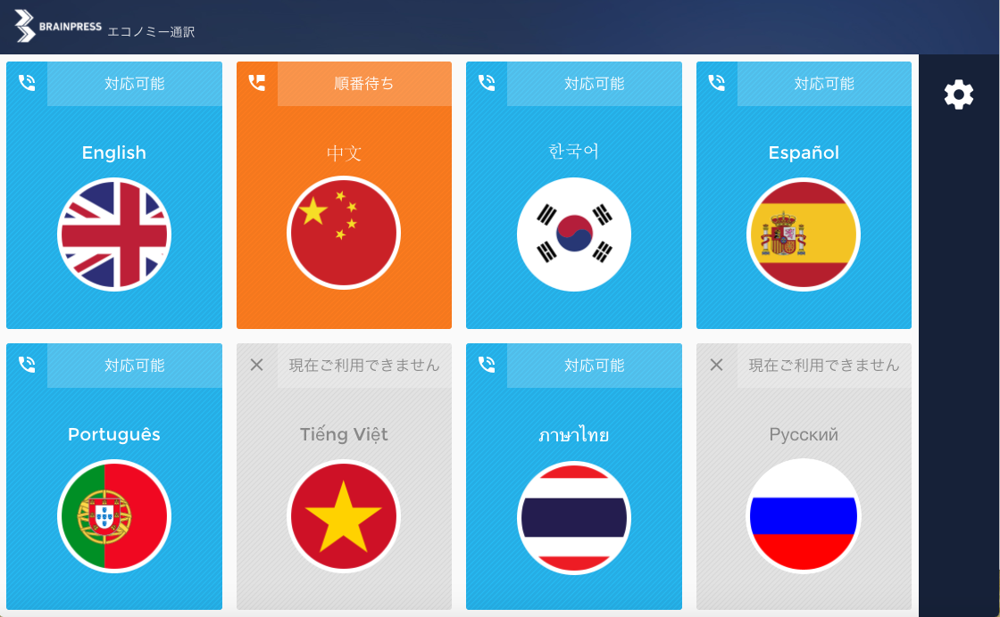 BRAINPRESS エコノミー通訳
対応可能
English
順番待ち
中文
対応可能
한국어
対応可能
Español
対応可能
Português
現在ご利用できません
Tiếng Việt
対応可能
ภาษาไทย
現在ご利用できません
Русский